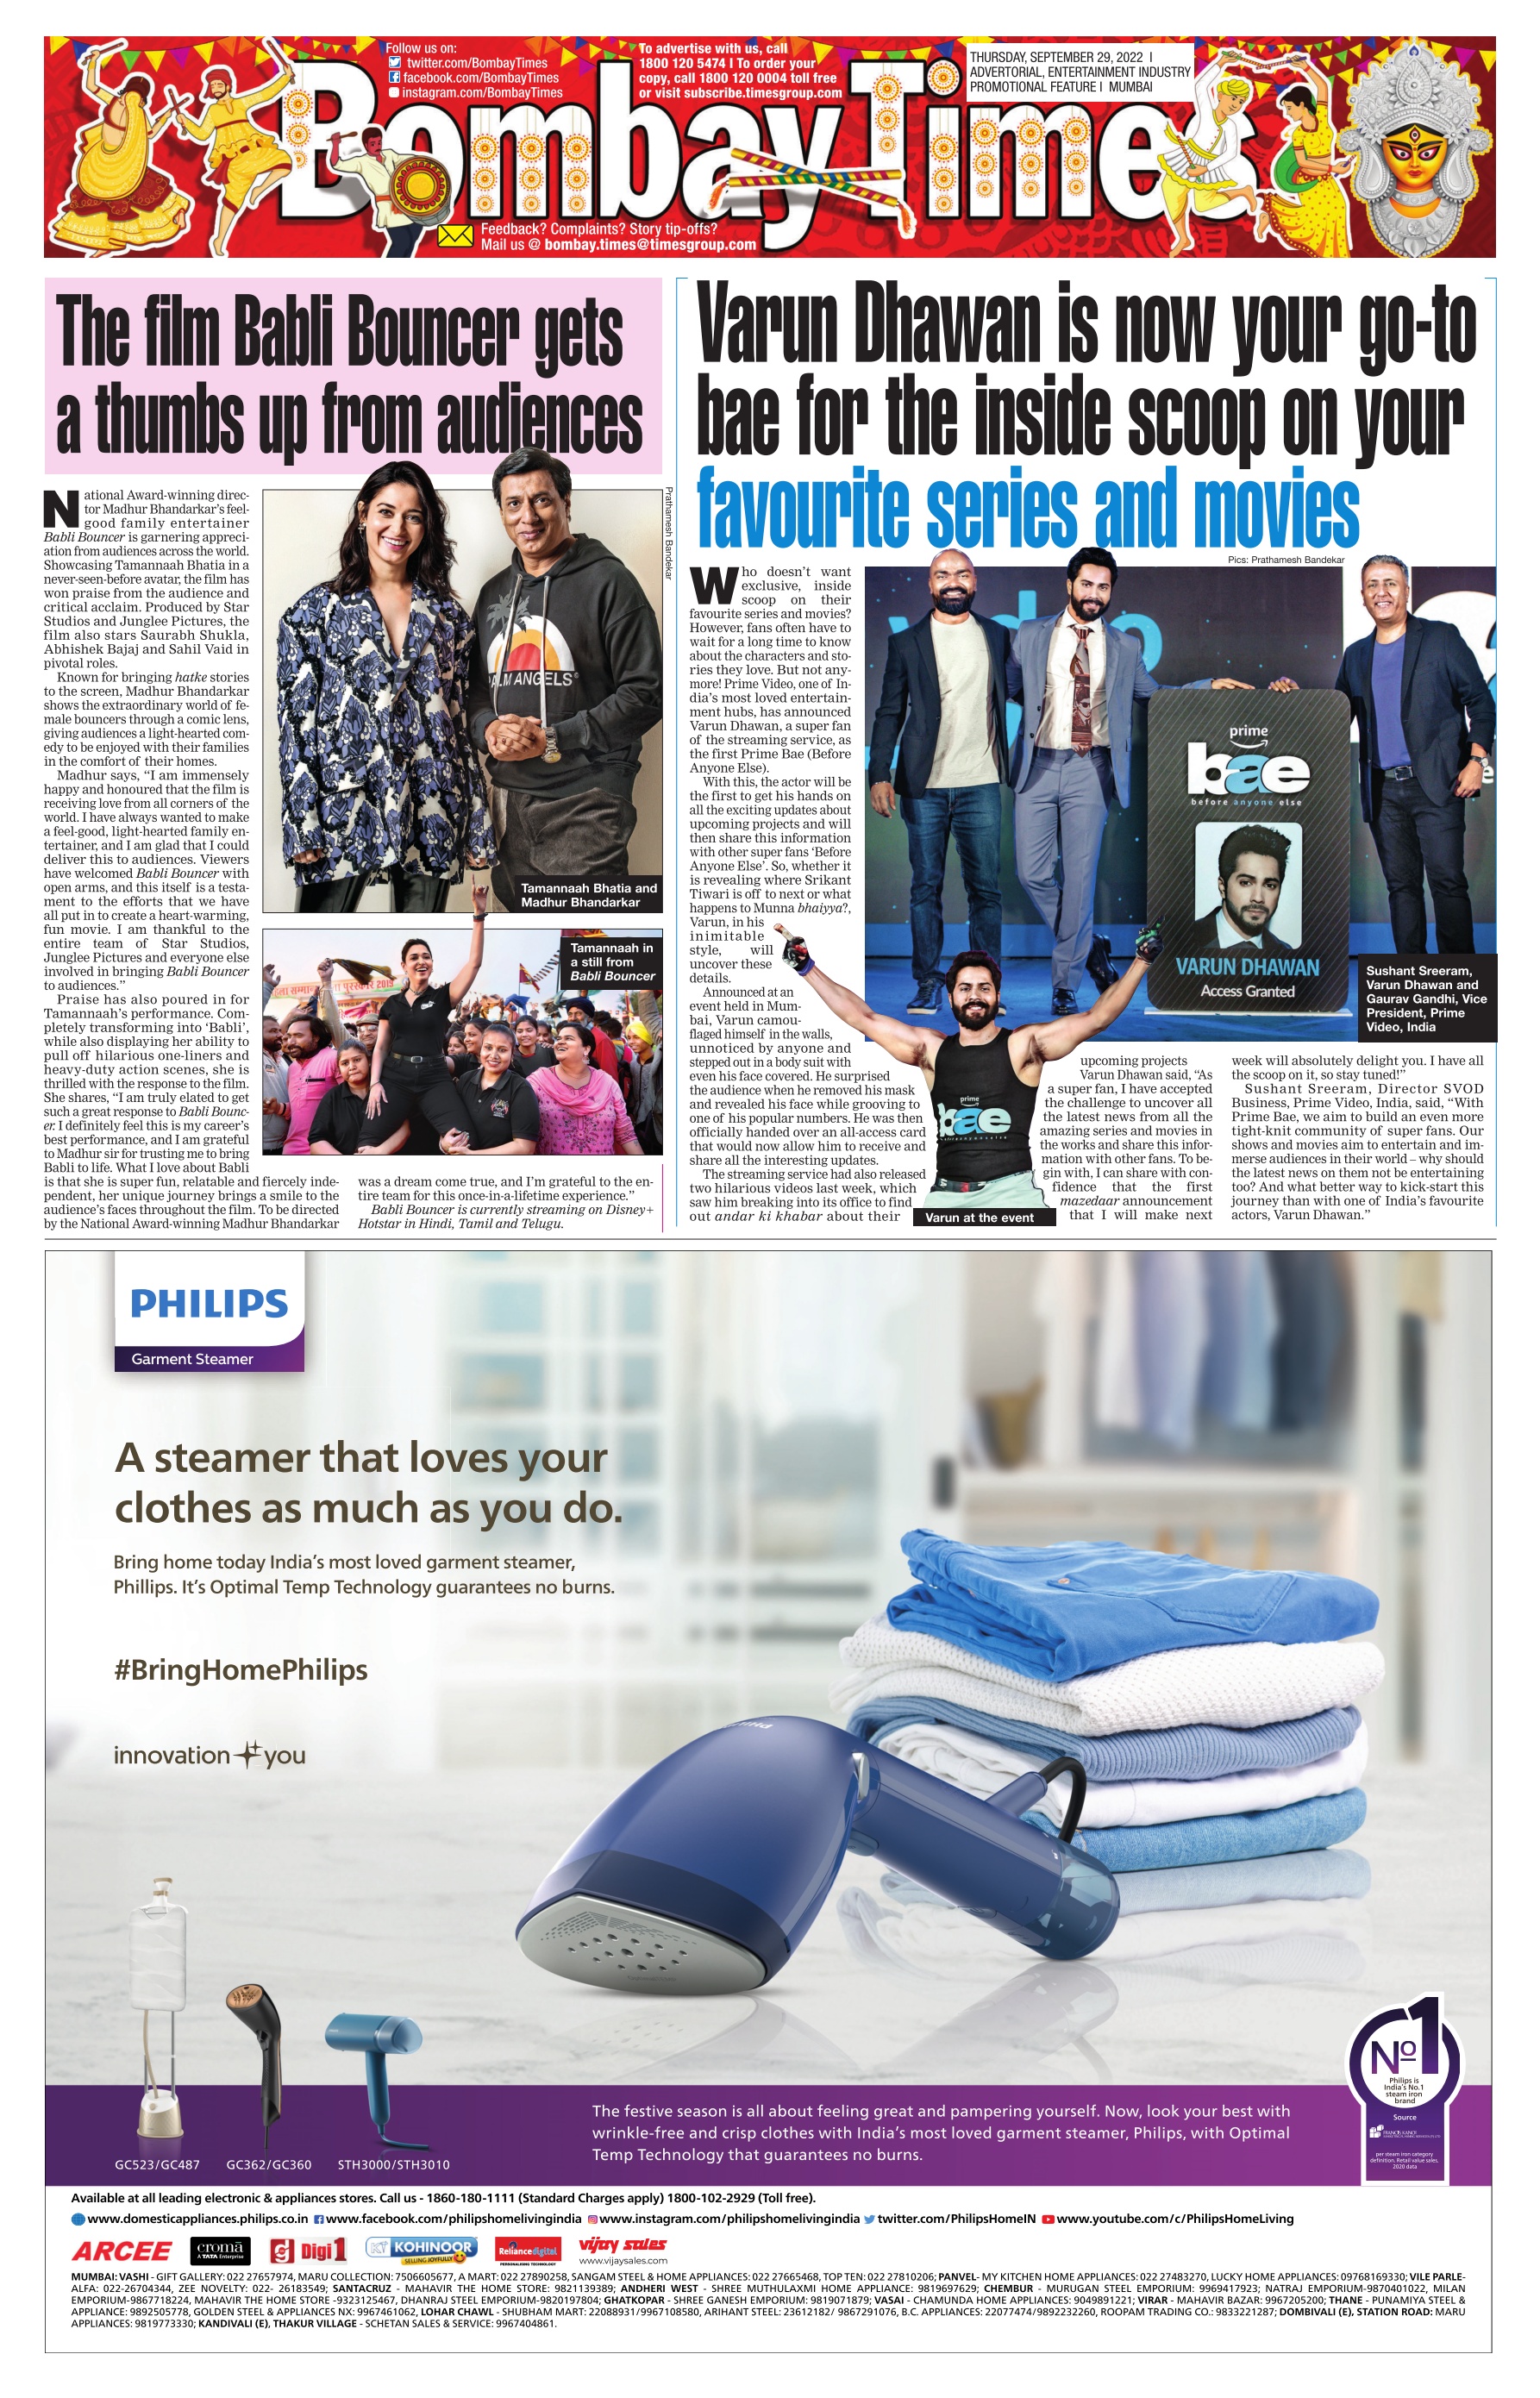 Follow us on:
twitter.com/BombayTimes
facebook.com/BombayTimes
instagram.com/BombayTimes
To advertise with us, call
1800 120 5474 I To order your
copy, call 1800 120 0004 toll free
or visit subscribe.timesgroup.com
THURSDAY, SEPTEMBER 29, 2022 I
ADVERTORIAL, ENTERTAINMENT INDUSTRY
PROMOTIONAL FEATURE I MUMBAI
Bombay Times
Feedback? Complaints? Story tip-offs?
Mail us @ bombay.times@timesgroup.com
The film Babli Bouncer gets
a thumbs up from audiences
National Award-winning direc-
tor Madhur Bhandarkar's feel-
good family entertainer
Babli Bouncer is garnering appreci-
ation from audiences across the world.
Showcasing Tamannaah Bhatia in a
never-seen-before avatar, the film has
won praise from the audience and
critical acclaim. Produced by Star
Studios and Junglee Pictures, the
film also stars Saurabh Shukla,
Abhishek Bajaj and Sahil Vaid in
pivotal roles.
Known for bringing hatke stories
to the screen, Madhur Bhandarkar
shows the extraordinary world of fe-
male bouncers through a comic lens,
giving audiences a light-hearted com-
edy to be enjoyed with their families
in the comfort of their homes.
Madhur says, “I am immensely
happy and honoured that the film is
receiving love from all corners of the
world. I have always wanted to make
a feel-good, light-hearted family en-
tertainer, and I am glad that I could
deliver this to audiences. Viewers
have welcomed Babli Bouncer with
open arms, and this itself is a testa-
ment to the efforts that we have
all put in to create a heart-warming,
fun movie. I am thankful to the
entire team of Star Studios,
Junglee Pictures and everyone else
involved in bringing Babli Bouncer
to audiences.”
Praise has also poured in for
Tamannaah's performance. Com-
pletely transforming into ‘Babli’,
while also displaying her ability to
pull off hilarious one-liners and
heavy-duty action scenes, she is
thrilled with the response to the film.
She shares, “I am truly elated to get
such a great response to Babli Bounc-
er. I definitely feel this is my career's
best performance, and I am grateful
to Madhur sir for trusting me to bring
Babli to life. What I love about Babli
is that she is super fun, relatable and fiercely inde-
pendent, her unique journey brings a smile to the
audience's faces throughout the film. To be directed
by the National Award-winning Madhur Bhandarkar
was a dream come true, and I'm grateful to the en-
tire team for this once-in-a-lifetime experience.”
Babli Bouncer is currently streaming on Disney+
Hotstar in Hindi, Tamil and Telugu.
Prathamesh Bandekar
PALM ANGELS
Tamannaah Bhatia and
Madhur Bhandarkar
Tamannaah in
a still from
Babli Bouncer
Varun Dhawan is now your go-to
bae for the inside scoop on your
favourite series and movies
Pics: Prathamesh Bandekar
Who doesn't want
exclusive, inside
scoop on their
favourite series and movies?
However, fans often have to
wait for a long time to know
about the characters and sto-
ries they love. But not any-
more! Prime Video, one of In-
dia's most loved entertain-
ment hubs, has announced
Varun Dhawan, a super fan
of the streaming service, as
the first Prime Bae (Before
Anyone Else).
With this, the actor will be
the first to get his hands on
all the exciting updates about
upcoming projects and will
then share this information
with other super fans ‘Before
Anyone Else’. So, whether it
is revealing where Srikant
Tiwari is off to next or what
happens to Munna bhaiyya?,
Varun, in his
inimitable
style, will
uncover these
details.
Announced at an
event held in Mum-
bai, Varun camou-
flaged himself in the walls,
unnoticed by anyone and
stepped out in a body suit with
even his face covered. He surprised
the audience when he removed his mask
and revealed his face while grooving to
one of his popular numbers. He was then
officially handed over an all-access card
that would now allow him to receive and
share all the interesting updates.
The streaming service had also released
two hilarious videos last week, which
saw him breaking into its office to find
out andar ki khabar about their
upcoming projects
Varun Dhawan said, “As
a super fan, I have accepted
the challenge to uncover all
the latest news from all the
amazing series and movies in
the works and share this infor-
mation with other fans. To be-
gin with, I can share with con-
fidence that the first
mazedaar announcement
that I will make next
week will absolutely delight you. I have all
the scoop on it, so stay tuned!”
Sushant Sreeram, Director SVOD
Business, Prime Video, India, said, “With
Prime Bae, we aim to build an even more
tight-knit community of super fans. Our
shows and movies aim to entertain and im-
merse audiences in their world – why should
the latest news on them not be entertaining
too? And what better way to kick-start this
journey than with one of India's favourite
actors, Varun Dhawan.”
prime
bae
before anyone else
VARUN DHAWAN
Access Granted
Sushant Sreeram,
Varun Dhawan and
Gaurav Gandhi, Vice
President, Prime
Video, India
prime
bae
Varun at the event
PHILIPS
Garment Steamer
A steamer that loves your
clothes as much as you do.
Bring home today India's most loved garment steamer,
Phillips. It's Optimal Temp Technology guarantees no burns.
#BringHomePhilips
innovation you
GC523/GC487 GC362/GC360 STH3000/STH3010
The festive season is all about feeling great and pampering yourself. Now, look your best with
wrinkle-free and crisp clothes with India's most loved garment steamer, Philips, with Optimal
Temp Technology that guarantees no burns.
Nº1
Philips is
India's No.1
steam iron
brand
Source
per steam iron category
definition. Retail value sales,
2020 data
Available at all leading electronic & appliances stores. Call us - 1860-180-1111 (Standard Charges apply) 1800-102-2929 (Toll free).
www.domesticappliances.philips.co.in www.facebook.com/philipshomelivingindia www.instagram.com/philipshomelivingindia twitter.com/PhilipsHomeIN www.youtube.com/c/PhilipsHomeLiving
ARCEE cromā A TATA Enterprise Digi1 KOHINOOR SELLING JOYFULLY Reliance digital PERSONALISING TECHNOLOGY vijay sales
www.vijaysales.com
MUMBAI: VASHI - GIFT GALLERY: 022 27657974, MARU COLLECTION: 7506605677, A MART: 022 27890258, SANGAM STEEL & HOME APPLIANCES: 022 27665468, TOP TEN: 022 27810206; PANVEL- MY KITCHEN HOME APPLIANCES: 022 27483270, LUCKY HOME APPLIANCES: 09768169330; VILE PARLE-
ALFA: 022-26704344, ZEE NOVELTY: 022- 26183549; SANTACRUZ - MAHAVIR THE HOME STORE: 9821139389; ANDHERI WEST - SHREE MUTHULAXMI HOME APPLIANCE: 9819697629; CHEMBUR - MURUGAN STEEL EMPORIUM: 9969417923; NATRAJ EMPORIUM-9870401022, MILAN
EMPORIUM-9867718224, MAHAVIR THE HOME STORE -9323125467, DHANRAJ STEEL EMPORIUM-9820197804; GHATKOPAR - SHREE GANESH EMPORIUM: 9819071879; VASAI - CHAMUNDA HOME APPLIANCES: 9049891221; VIRAR - MAHAVIR BAZAR: 9967205200; THANE - PUNAMIYA STEEL &
APPLIANCE: 9892505778, GOLDEN STEEL & APPLIANCES NX: 9967461062, LOHAR CHAWL - SHUBHAM MART: 22088931/9967108580, ARIHANT STEEL: 23612182/ 9867291076, B.C. APPLIANCES: 22077474/9892232260, ROOPAM TRADING CO.: 9833221287; DOMBIVALI (E), STATION ROAD: MARU
APPLIANCES: 9819773330; KANDIVALI (E), THAKUR VILLAGE - SCHETAN SALES & SERVICE: 9967404861.